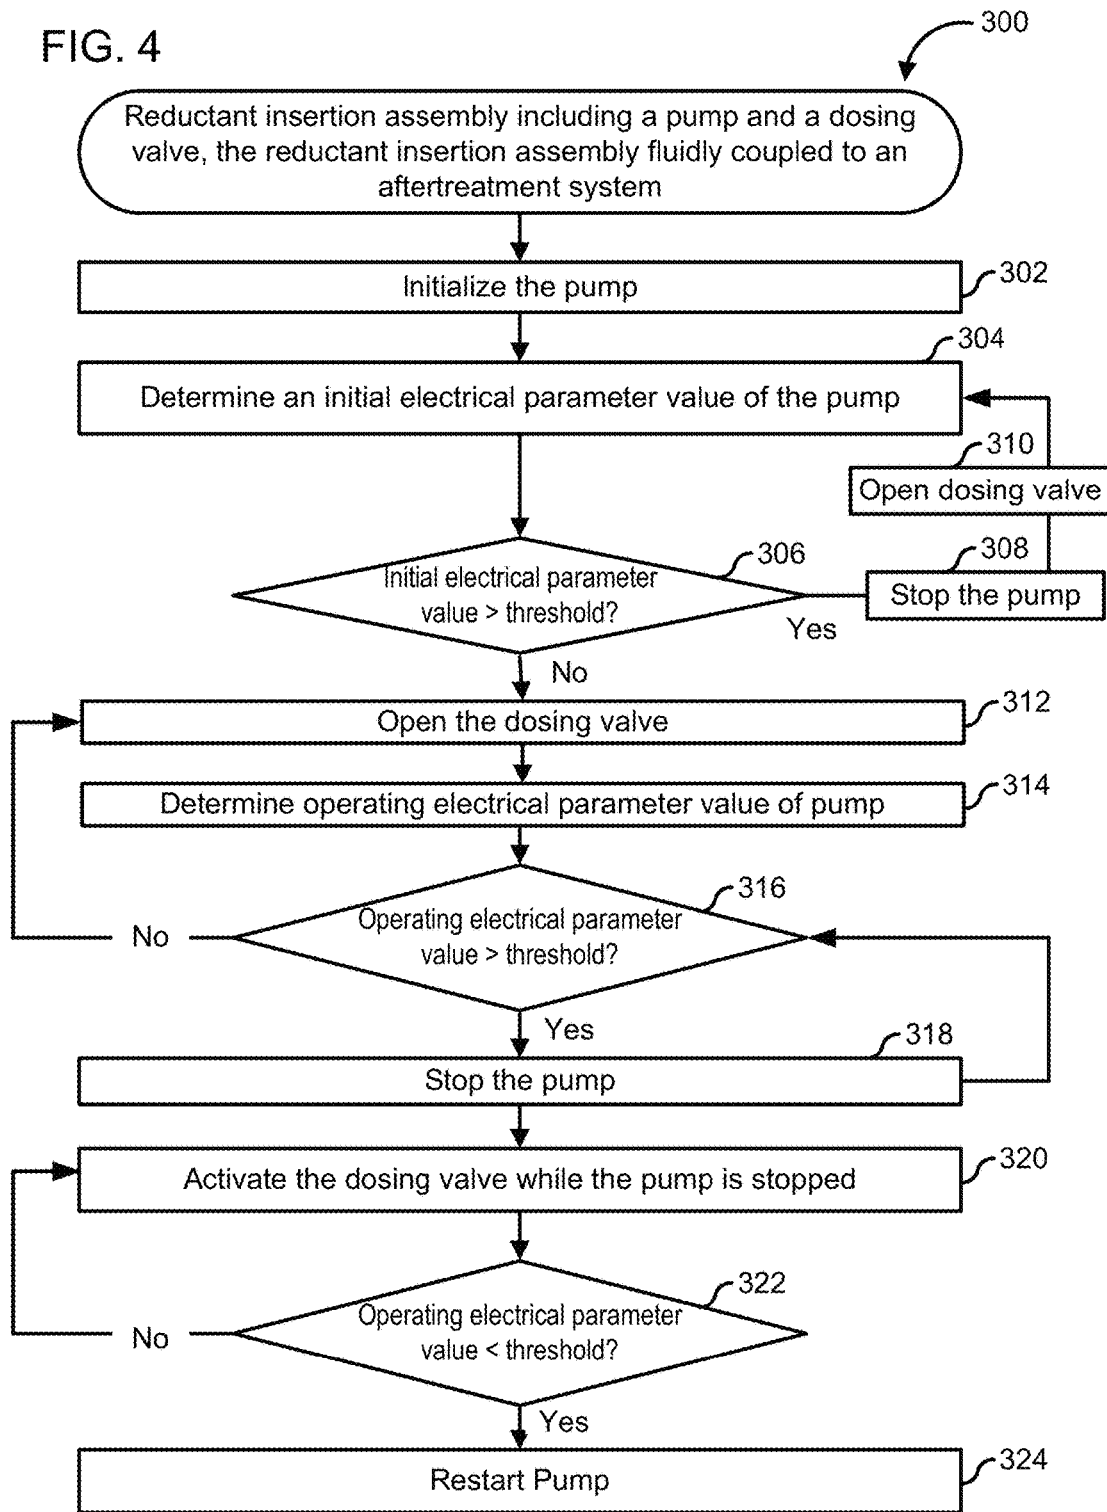 FIG. 4
300
Reductant insertion assembly including a pump and a dosing
valve, the reductant insertion assembly fluidly coupled to an
aftertreatment system
Initialize the pump
302
304
Determine an initial electrical parameter value of the pump
310
Open dosing valve
306
Initial electrical parameter
value > threshold?
308
Stop the pump
Yes
No
Open the dosing valve
312
Determine operating electrical parameter value of pump
314
316
Operating electrical parameter
value > threshold?
No
Yes
318
Stop the pump
Activate the dosing valve while the pump is stopped
320
322
Operating electrical parameter
value < threshold?
No
Yes
Restart Pump
324